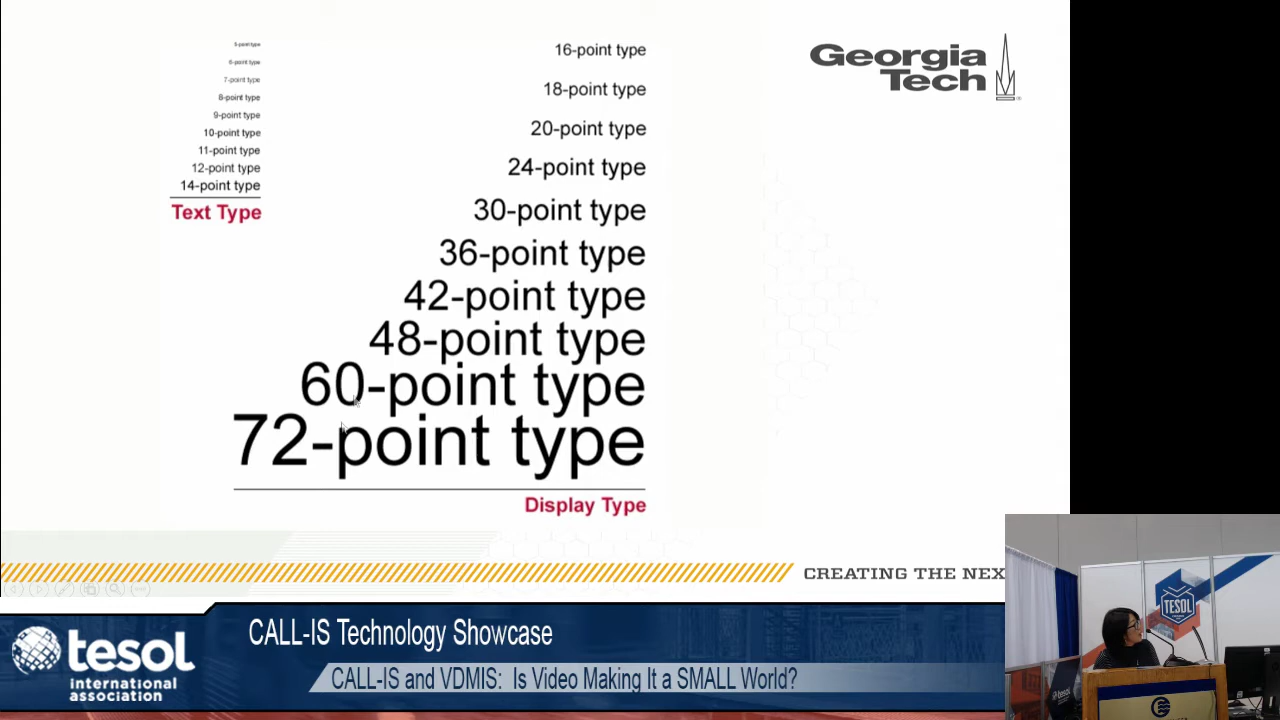 5-point type
6-point type
7-point type
8-point type
9-point type
10-point type
11-point type
12-point type
14-point type
Text Type
16-point type
18-point type
20-point type
24-point type
30-point type
36-point type
42-point type
48-point type
60-point type
72-point type
Display Type
Georgia
Tech
CREATING THE NEX
tesol
international
association
CALL-IS Technology Showcase
CALL-IS and VDMIS: Is Video Making It a SMALL World?
TESOL
tesol